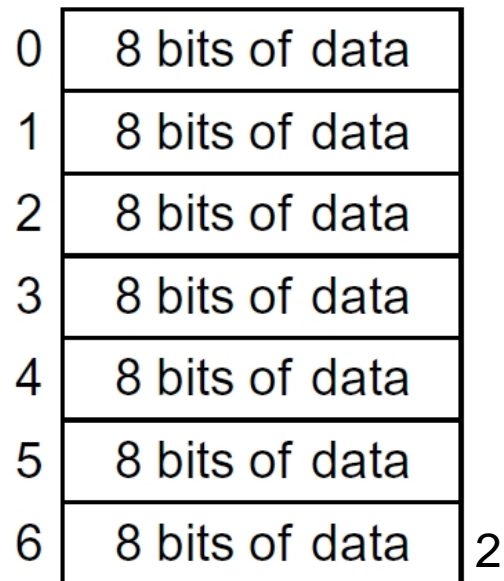 0 8 bits of data
1 8 bits of data
2 8 bits of data
3 8 bits of data
4 8 bits of data
5 8 bits of data
6 8 bits of data 2